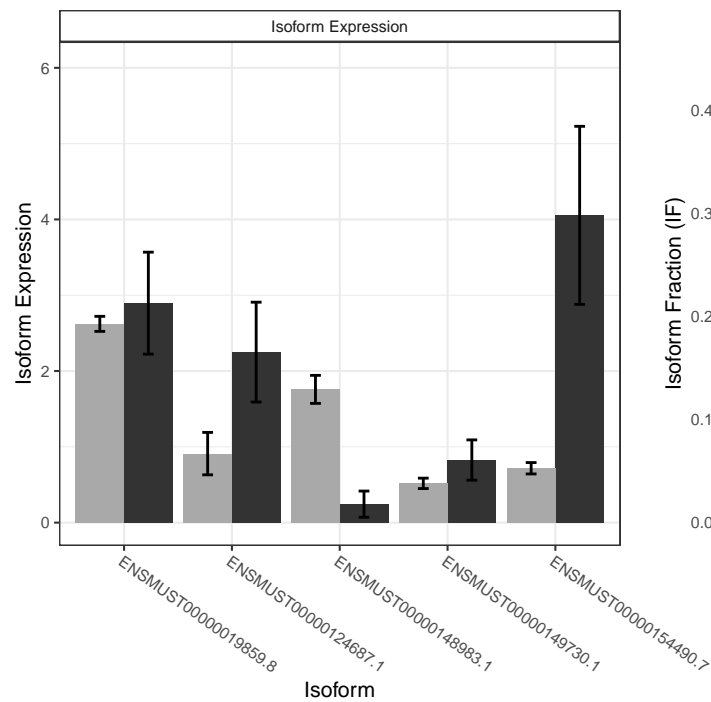 Isoform Expression
6
4
2
0
Isoform Expression
ENSMUST00000019859.8
ENSMUST00000124687.1
ENSMUST00000148983.1
ENSMUST00000149730.1
ENSMUST00000154490.7
Isoform
0.4
0.3
0.2
0.1
0.0
Isoform Fraction (IF)